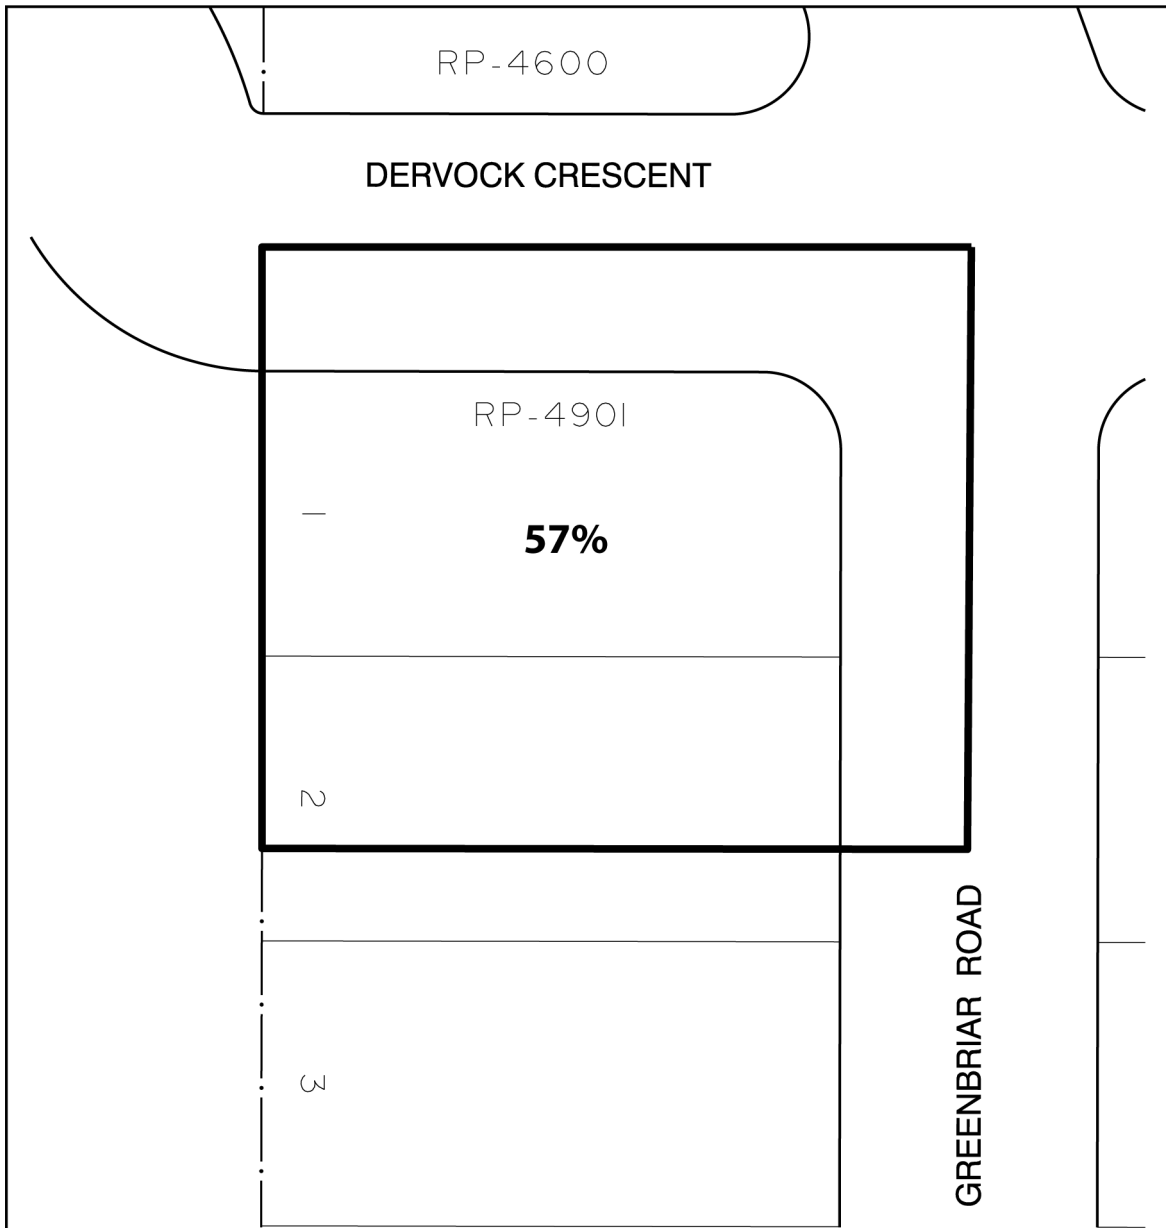 RP-4600
DERVOCK CRESCENT
RP-4901
1
57%
2
3
GREENBRIAR ROAD